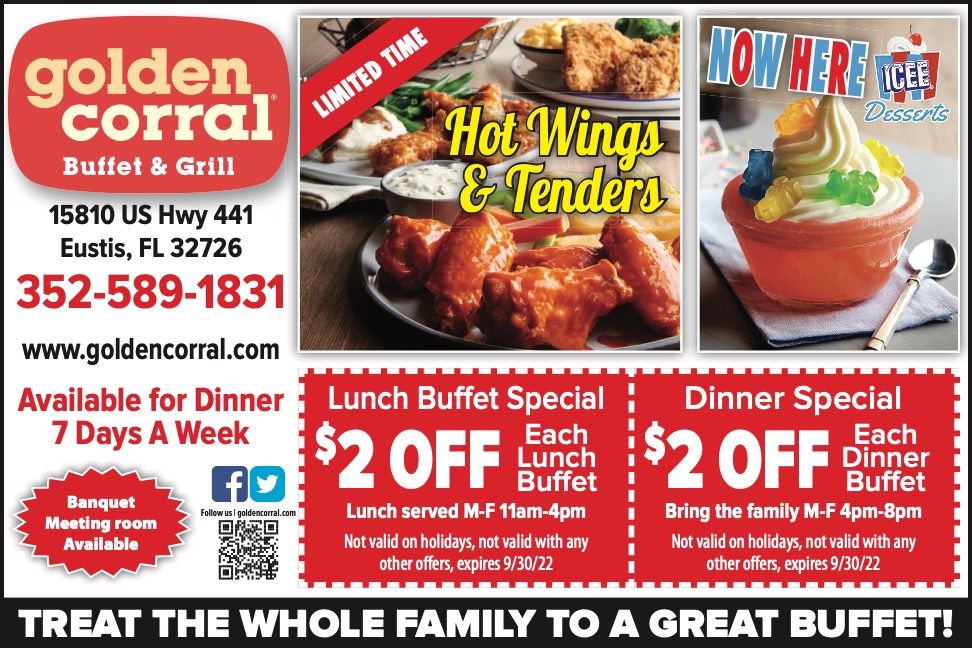 golden
corral®
Buffet & Grill
15810 US Hwy 441
Eustis, FL 32726
352-589-1831
www.goldencorral.com
Available for Dinner
7 Days A Week
Banquet
Meeting room
Available
Follow us | goldencorral.com
LIMITED TIME
Hot Wings
& Tenders
NOW HERE
ICEE
Desserts
Lunch Buffet Special
$2 OFF Each
Lunch
Buffet
Lunch served M-F 11am-4pm
Not valid on holidays, not valid with any
other offers, expires 9/30/22
Dinner Special
$2 OFF Each
Dinner
Buffet
Bring the family M-F 4pm-8pm
Not valid on holidays, not valid with any
other offers, expires 9/30/22
TREAT THE WHOLE FAMILY TO A GREAT BUFFET!